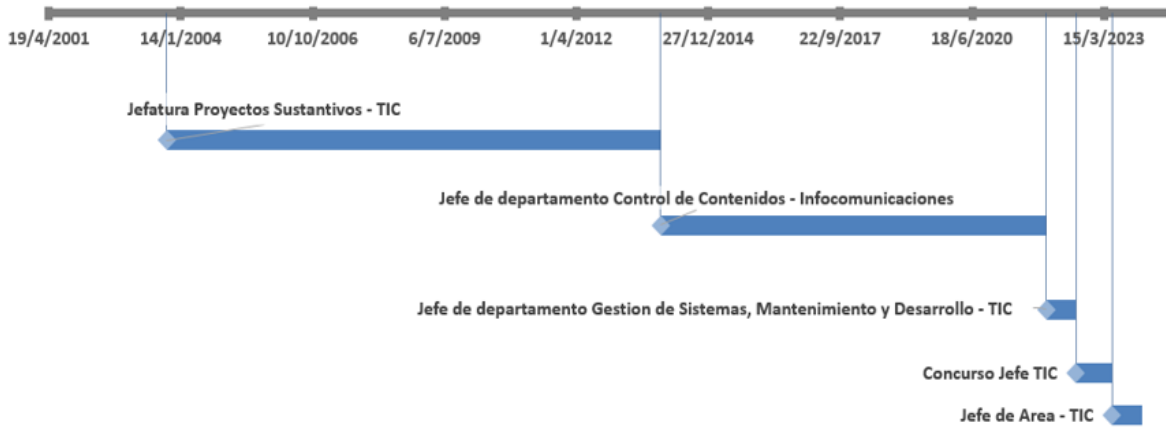 19/4/2001 14/1/2004 10/10/2006 6/7/2009 1/4/2012 27/12/2014 22/9/2017 18/6/2020 15/3/2023
Jefatura Proyectos Sustantivos - TIC
Jefe de departamento Control de Contenidos - Infocomunicaciones
Jefe de departamento Gestion de Sistemas, Mantenimiento y Desarrollo - TIC
Concurso Jefe TIC
Jefe de Area - TIC